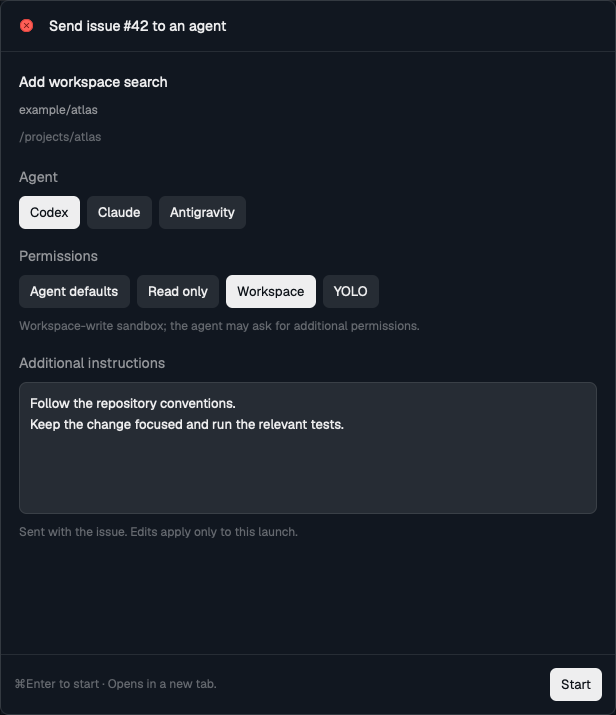 Send issue #42 to an agent
Add workspace search
example/atlas
/projects/atlas
Agent
Codex Claude Antigravity
Permissions
Agent defaults Read only Workspace YOLO
Workspace-write sandbox; the agent may ask for additional permissions.
Additional instructions
Follow the repository conventions.
Keep the change focused and run the relevant tests.
Sent with the issue. Edits apply only to this launch.
⌘Enter to start · Opens in a new tab. Start